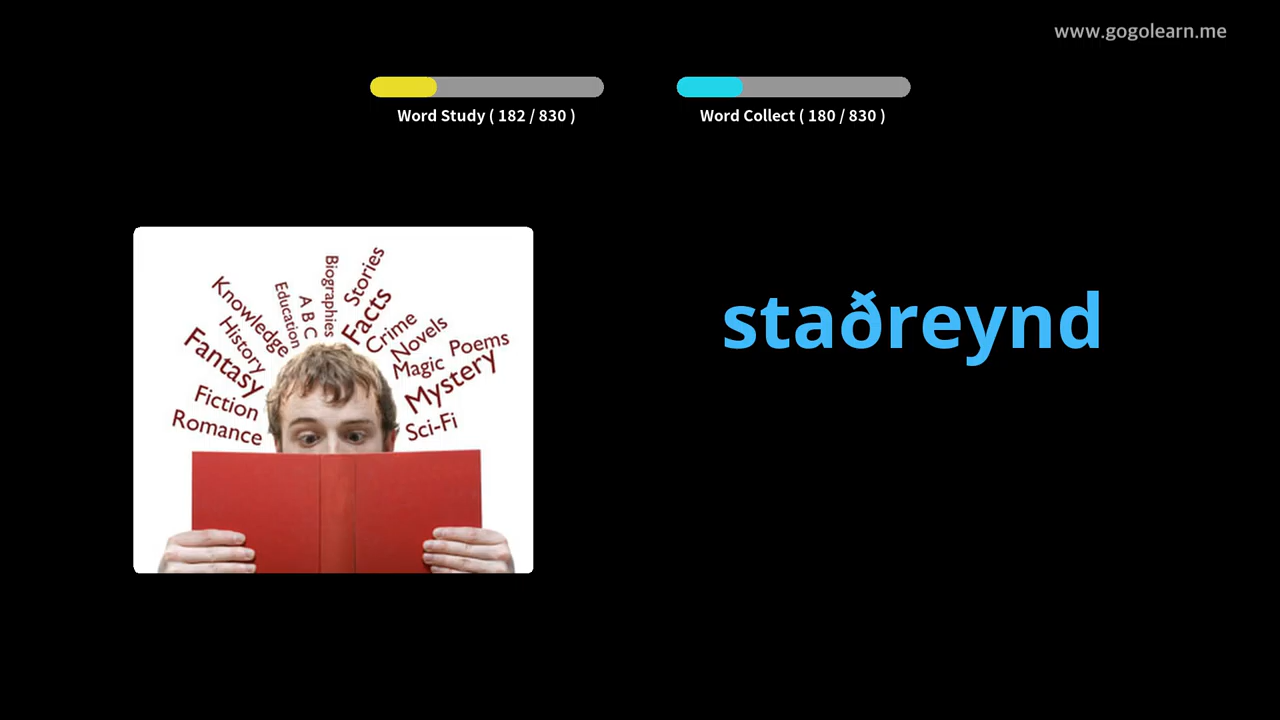 www.gogolearn.me
Word Study ( 182 / 830 )
Word Collect ( 180 / 830 )
staðreynd
Knowledge
Education
A B C
Biographies
Stories
Facts
Crime
Novels
Poems
Magic
Mystery
Sci-Fi
History
Fantasy
Fiction
Romance